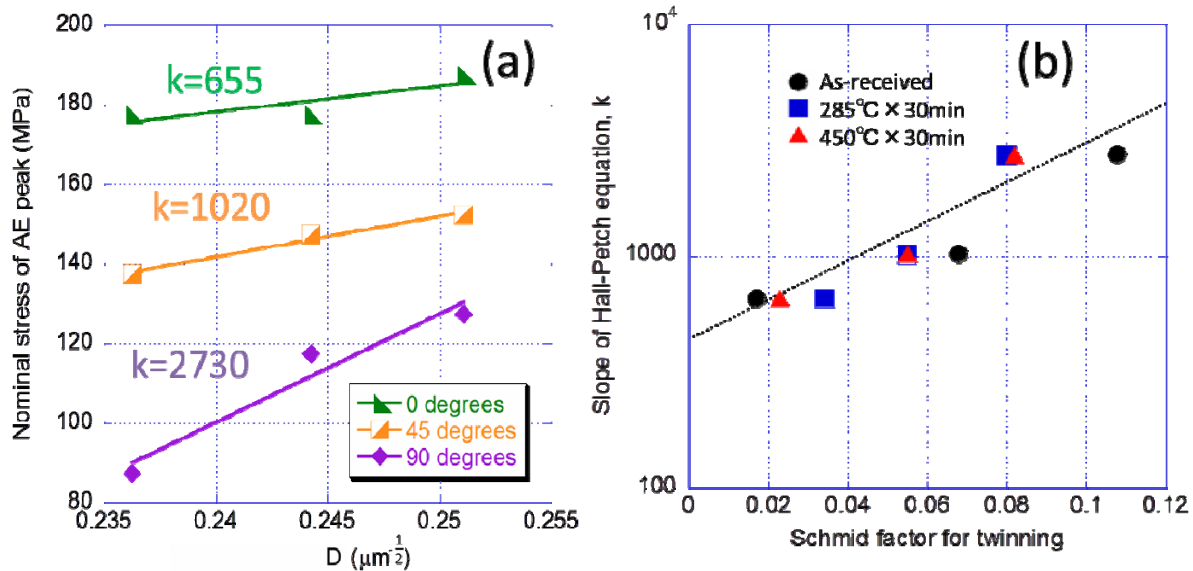 (a)
k=655
k=1020
k=2730
Nominal stress of AE peak (MPa)
200
180
160
140
120
100
80
0.235
0.24
0.245
0.25
0.255
D (μm^-1/2)
0 degrees
45 degrees
90 degrees
(b)
As-received
285℃×30min
450℃×30min
Slope of Hall-Petch equation, k
10^4
1000
100
0
0.02
0.04
0.06
0.08
0.1
0.12
Schmid factor for twinning